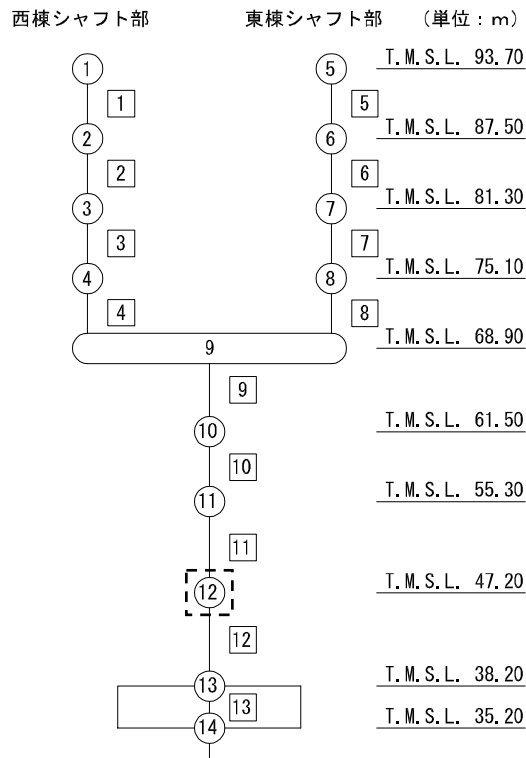 西棟シャフト部 東棟シャフト部 (単位：m)
1 5 T.M.S.L. 93.70
1 5
2 6 T.M.S.L. 87.50
2 6
3 7 T.M.S.L. 81.30
3 7
4 8 T.M.S.L. 75.10
4 8
9 T.M.S.L. 68.90
9
10 T.M.S.L. 61.50
10
11 T.M.S.L. 55.30
11
12 T.M.S.L. 47.20
12
13 T.M.S.L. 38.20
13
14 T.M.S.L. 35.20